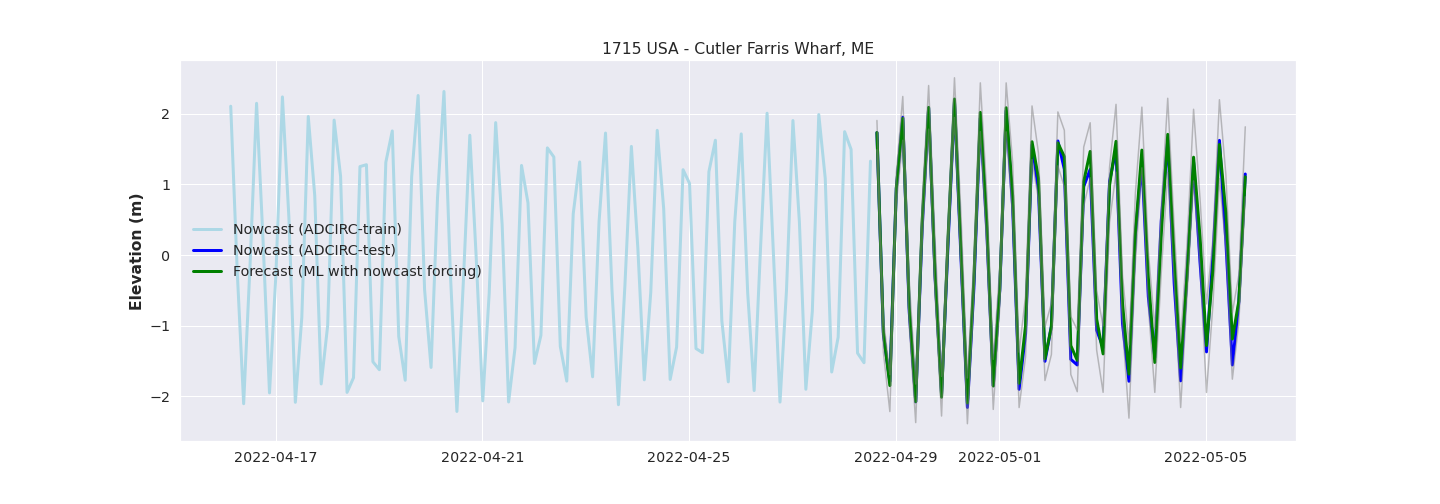 1715 USA - Cutler Farris Wharf, ME
Elevation (m)
2
1
0
−1
−2
Nowcast (ADCIRC-train)
Nowcast (ADCIRC-test)
Forecast (ML with nowcast forcing)
2022-04-17 2022-04-21 2022-04-25 2022-04-29 2022-05-01 2022-05-05